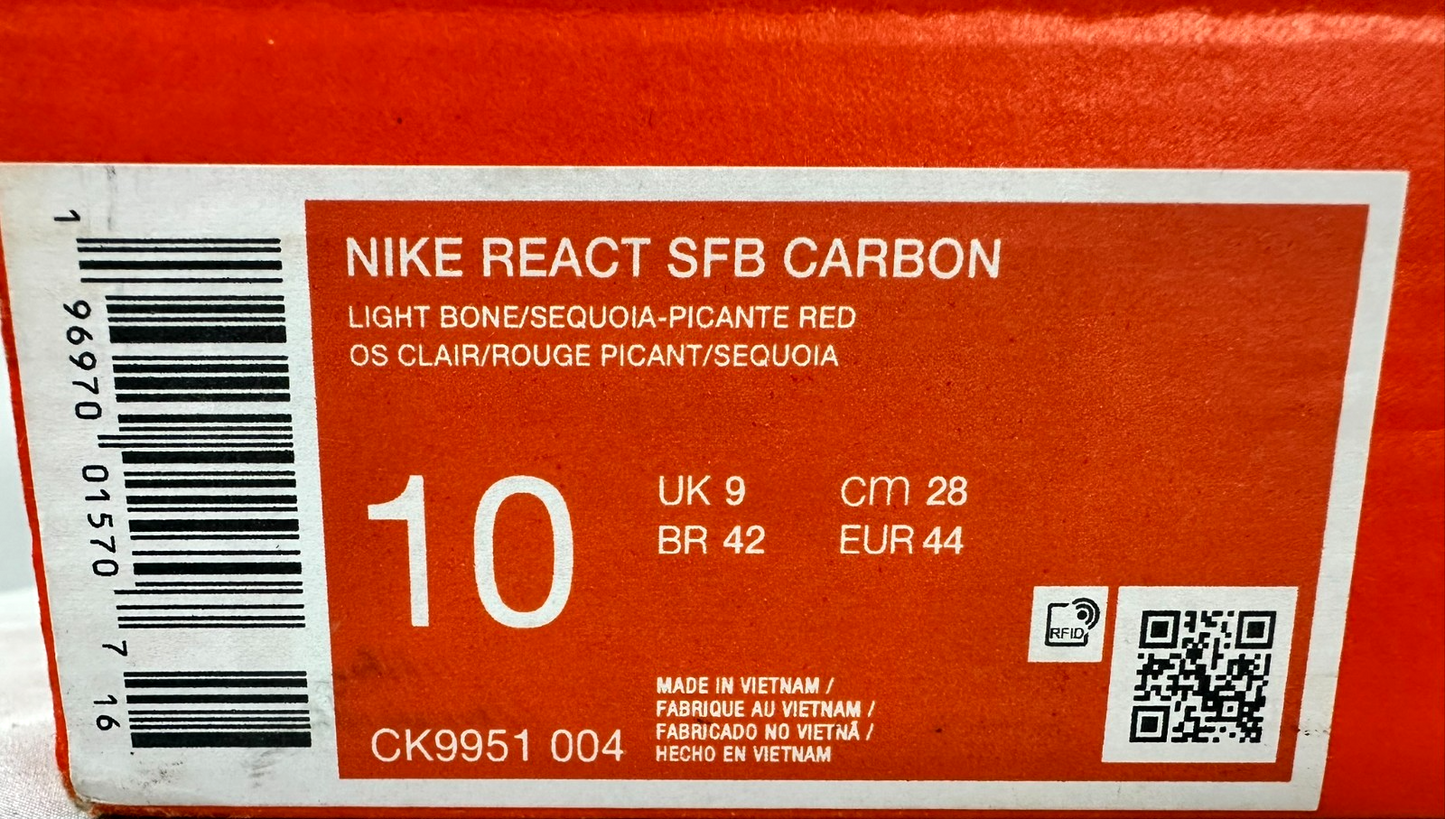 1 96970 01570 7 16
NIKE REACT SFB CARBON
LIGHT BONE/SEQUOIA-PICANTE RED
OS CLAIR/ROUGE PICANT/SEQUOIA
10
UK 9 cm 28
BR 42 EUR 44
RFID
MADE IN VIETNAM /
FABRIQUE AU VIETNAM /
FABRICADO NO VIETNÃ /
HECHO EN VIETNAM
CK9951 004